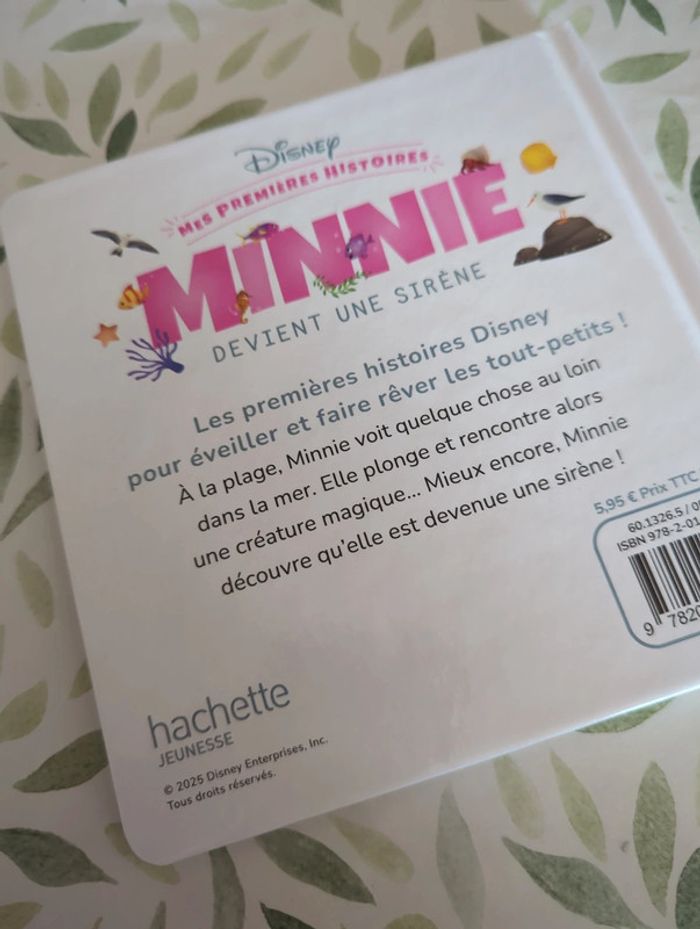 Disney
MES PREMIÈRES HISTOIRES
MINNIE
DEVIENT UNE SIRÈNE
Les premières histoires Disney
pour éveiller et faire rêver les tout-petits !
À la plage, Minnie voit quelque chose au loin
dans la mer. Elle plonge et rencontre alors
une créature magique... Mieux encore, Minnie
découvre qu'elle est devenue une sirène !
5,95 € Prix TTC
60.1326.5 / 0
ISBN 978-2-01
9 782
hachette
JEUNESSE
© 2025 Disney Enterprises, Inc.
Tous droits réservés.